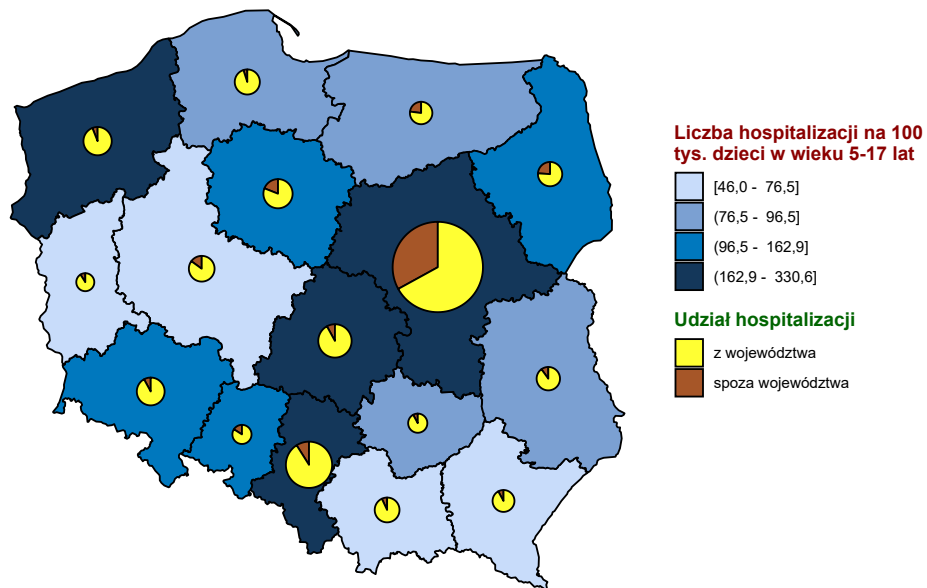 Liczba hospitalizacji na 100
tys. dzieci w wieku 5-17 lat
[46,0 - 76,5]
(76,5 - 96,5]
(96,5 - 162,9]
(162,9 - 330,6]
Udział hospitalizacji
z województwa
spoza województwa